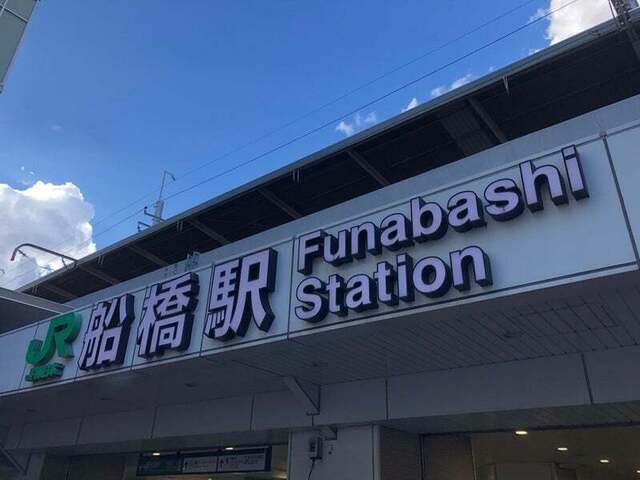 JR 船橋駅
Funabashi
Station